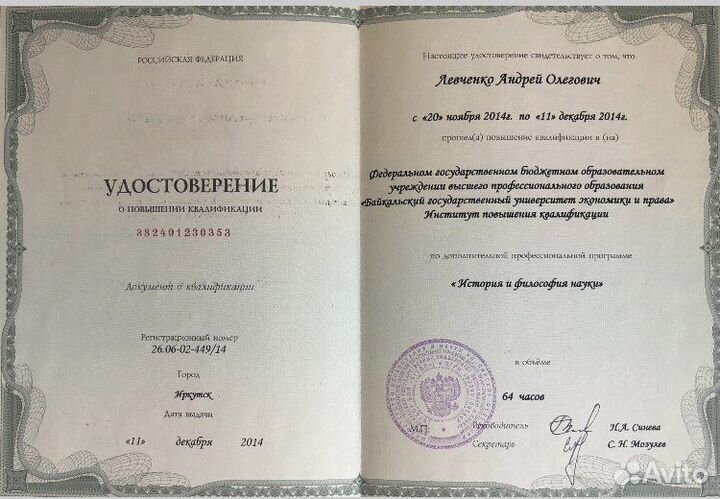 РОССИЙСКАЯ ФЕДЕРАЦИЯ
УДОСТОВЕРЕНИЕ
О ПОВЫШЕНИИ КВАЛИФИКАЦИИ
382401230353
Документ о квалификации
Регистрационный номер
26.06-02-449/14
Город
Иркутск
Дата выдачи
«11» декабря 2014
Настоящее удостоверение свидетельствует о том, что
Левченко Андрей Олегович
с «20» ноября 2014г. по «11» декабря 2014г.
прошел(а) повышение квалификации в (на)
Федеральном государственном бюджетном образовательном
учреждении высшего профессионального образования
«Байкальский государственный университет экономики и права»
Институт повышения квалификации
по дополнительной профессиональной программе
«История и философия науки»
в объёме
64 часов
М.П.
Руководитель Н.А. Синева
Секретарь С. Н. Мозулев
Avito